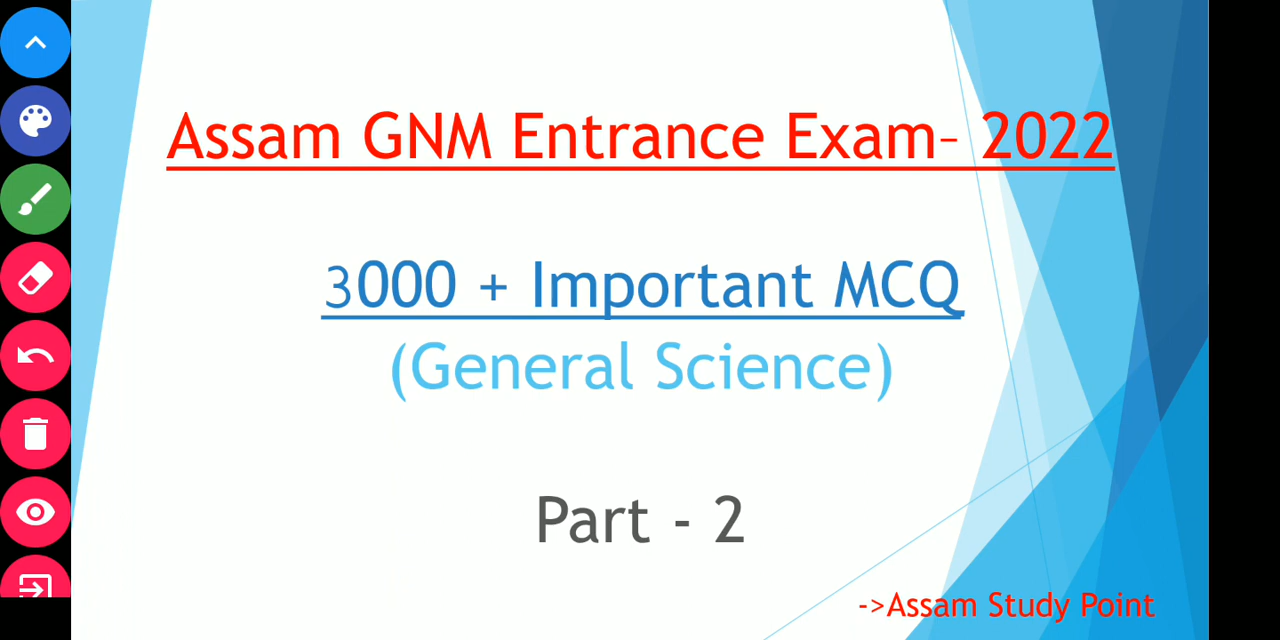 Assam GNM Entrance Exam– 2022
3000 + Important MCQ
(General Science)
Part - 2
->Assam Study Point